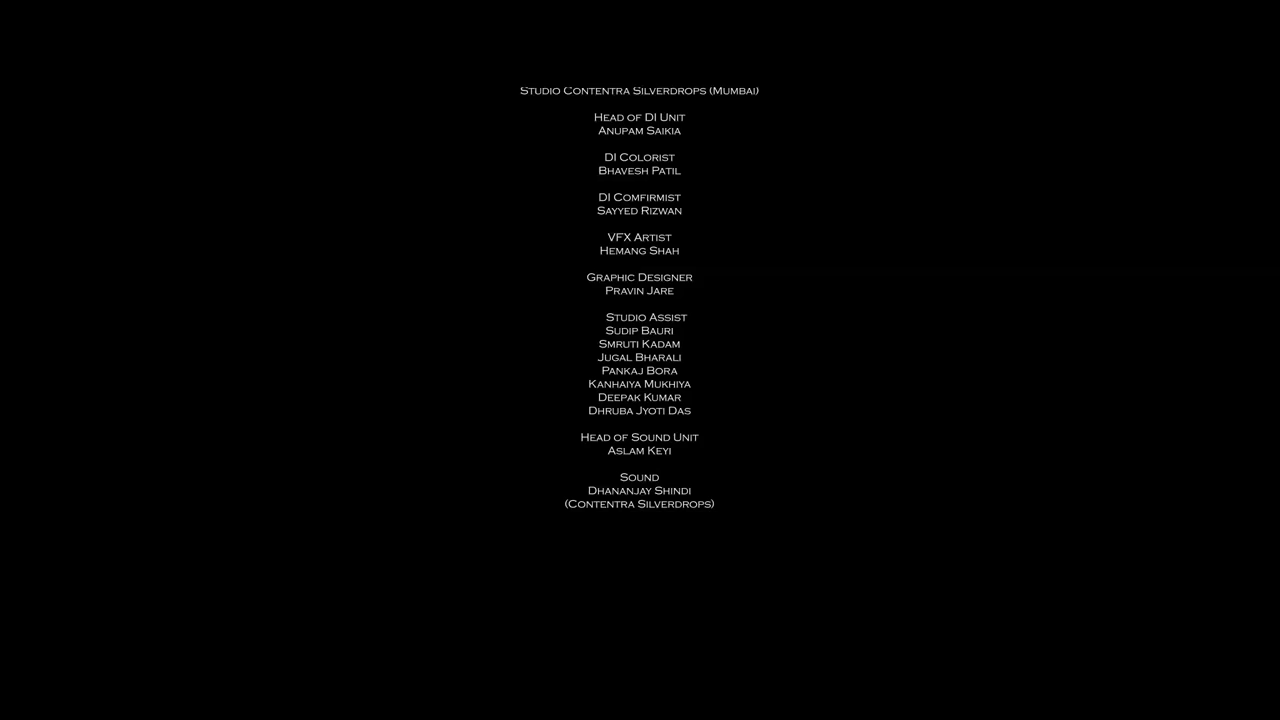 Studio Contentra Silverdrops (Mumbai)
Head of DI Unit
Anupam Saikia
DI Colorist
Bhavesh Patil
DI Comfirmist
Sayyed Rizwan
VFX Artist
Hemang Shah
Graphic Designer
Pravin Jare
Studio Assist
Sudip Bauri
Smruti Kadam
Jugal Bharali
Pankaj Bora
Kanhaiya Mukhiya
Deepak Kumar
Dhruba Jyoti Das
Head of Sound Unit
Aslam Keyi
Sound
Dhananjay Shindi
(Contentra Silverdrops)